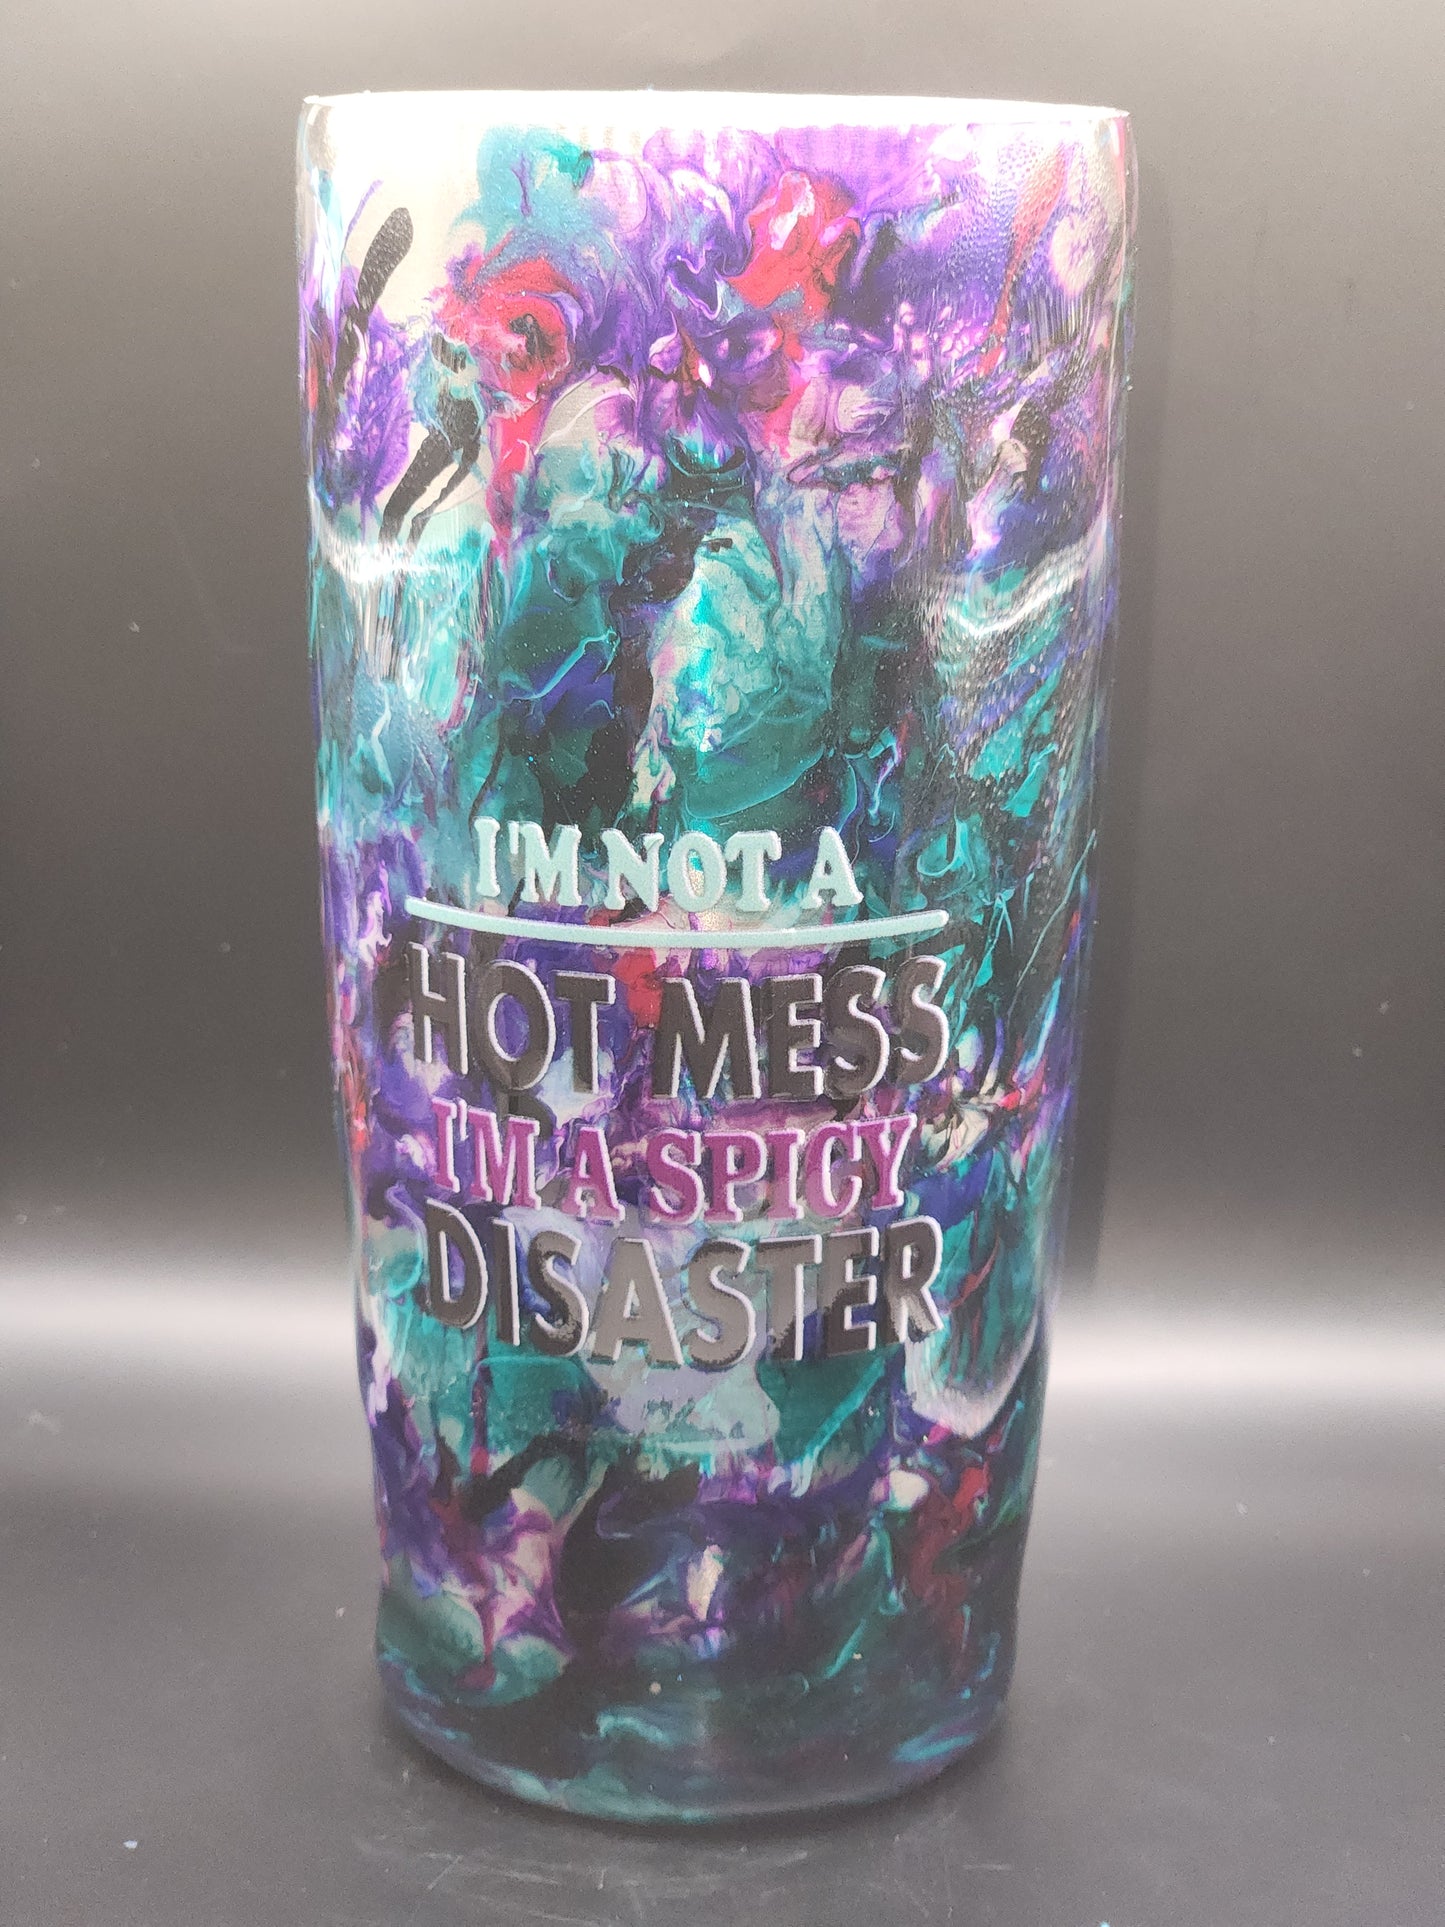 I'M NOT A
HOT MESS
I'M A SPICY
DISASTER